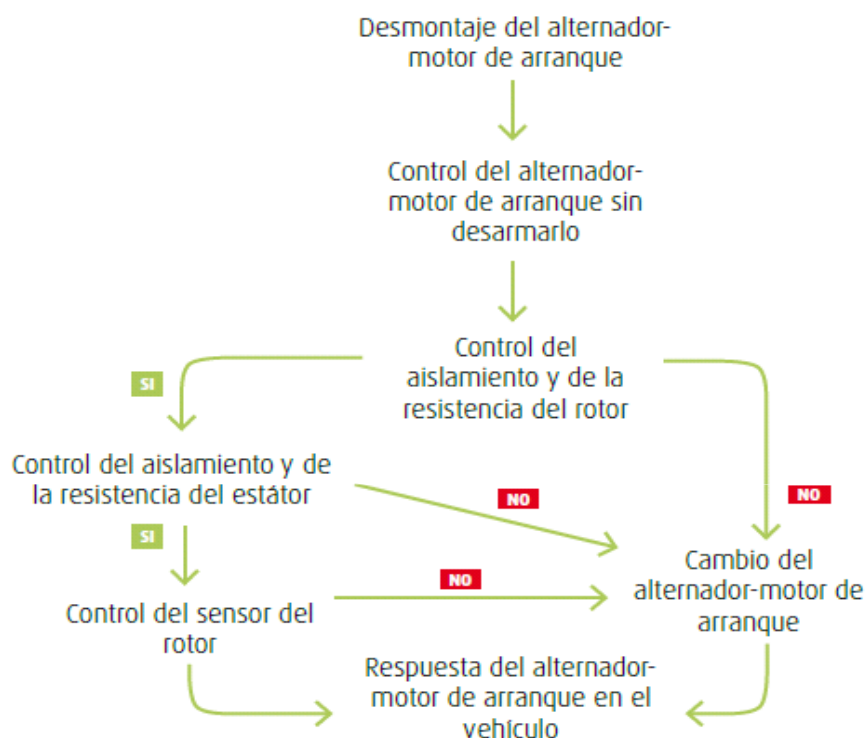 Desmontaje del alternador-
motor de arranque
Control del alternador-
motor de arranque sin
desarmarlo
Control del
aislamiento y de la
resistencia del rotor
SI
Control del aislamiento y de
la resistencia del estátor
NO
NO
SI
NO
Cambio del
alternador-motor de
arranque
Control del sensor del
rotor
Respuesta del alternador-
motor de arranque en el
vehículo